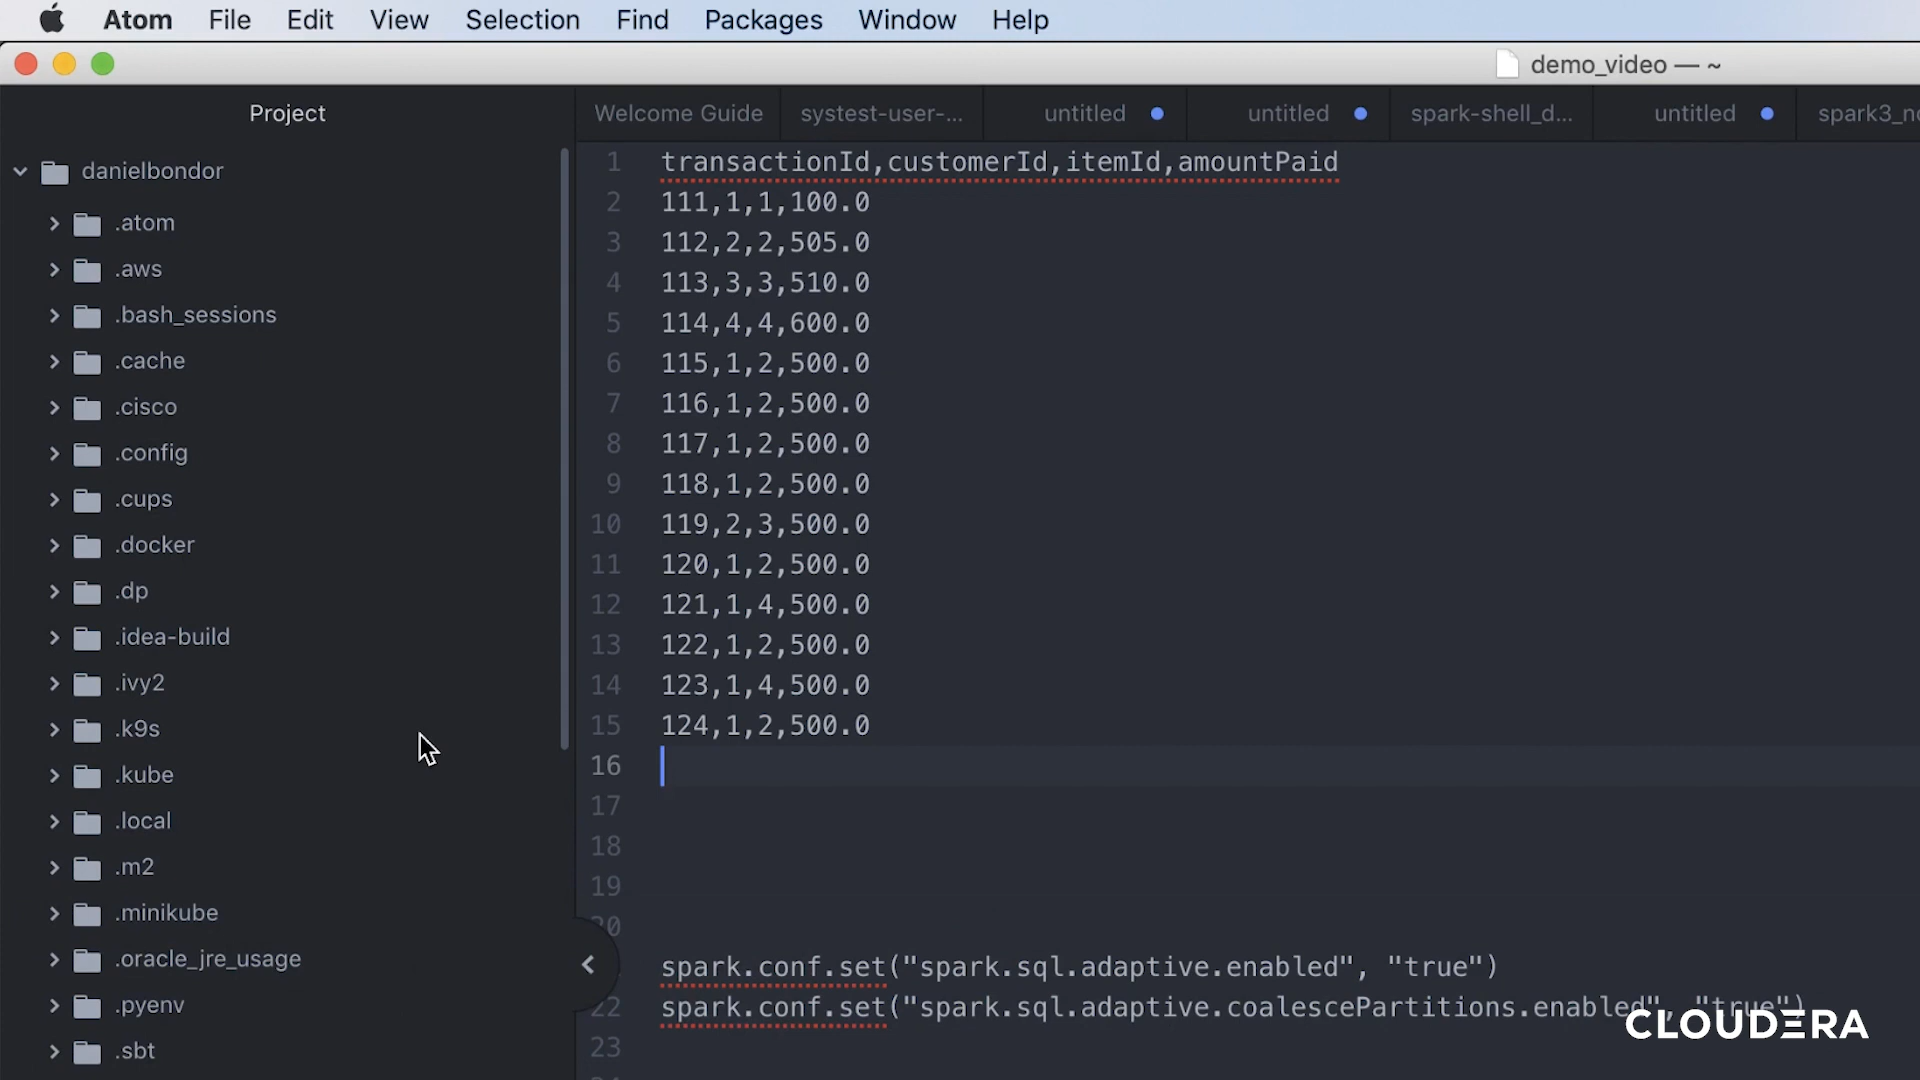 Atom File Edit View Selection Find Packages Window Help
demo_video — ~
Project
Welcome Guide systest-user-... untitled untitled spark-shell_d... untitled spark3_n
danielbondor
.atom
.aws
.bash_sessions
.cache
.cisco
.config
.cups
.docker
.dp
.idea-build
.ivy2
.k9s
.kube
.local
.m2
.minikube
.oracle_jre_usage
.pyenv
.sbt
1 transactionId,customerId,itemId,amountPaid
2 111,1,1,100.0
3 112,2,2,505.0
4 113,3,3,510.0
5 114,4,4,600.0
6 115,1,2,500.0
7 116,1,2,500.0
8 117,1,2,500.0
9 118,1,2,500.0
10 119,2,3,500.0
11 120,1,2,500.0
12 121,1,4,500.0
13 122,1,2,500.0
14 123,1,4,500.0
15 124,1,2,500.0
16
17
18
19
20
spark.conf.set("spark.sql.adaptive.enabled", "true")
22 spark.conf.set("spark.sql.adaptive.coalescePartitions.enabled", "true")
23
CLOUDERA